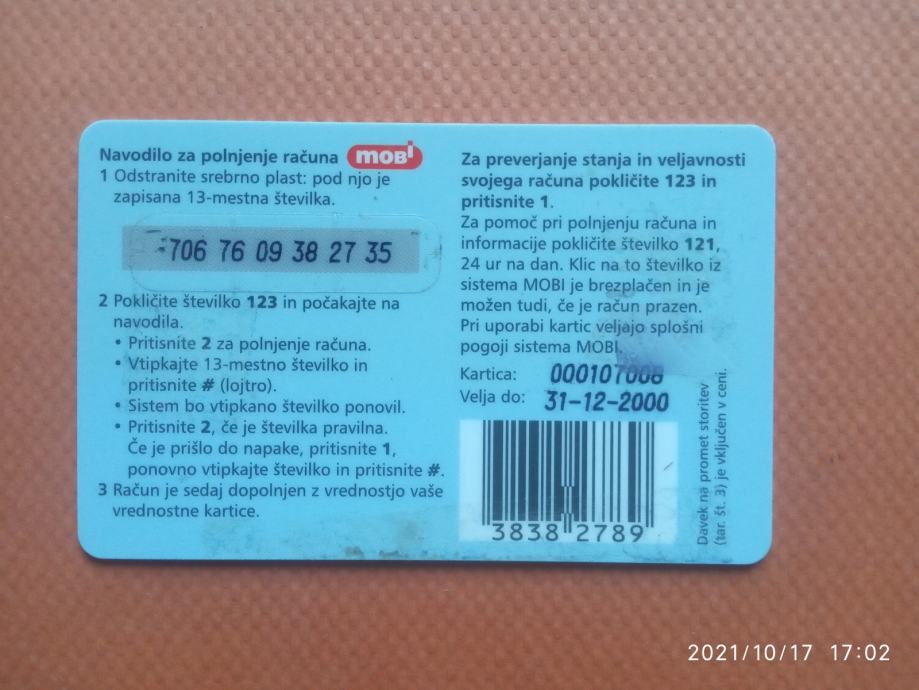 Navodilo za polnjenje računa mobi
1 Odstranite srebrno plast: pod njo je
zapisana 13-mestna številka.
706 76 09 38 27 35
2 Pokličite številko 123 in počakajte na
navodila.
• Pritisnite 2 za polnjenje računa.
• Vtipkajte 13-mestno številko in
pritisnite # (lojtro).
• Sistem bo vtipkano številko ponovil.
• Pritisnite 2, če je številka pravilna.
Če je prišlo do napake, pritisnite 1,
ponovno vtipkajte številko in pritisnite #.
3 Račun je sedaj dopolnjen z vrednostjo vaše
vrednostne kartice.
Za preverjanje stanja in veljavnosti
svojega računa pokličite 123 in
pritisnite 1.
Za pomoč pri polnjenju računa in
informacije pokličite številko 121,
24 ur na dan. Klic na to številko iz
sistema MOBI je brezplačen in je
možen tudi, če je račun prazen.
Pri uporabi kartic veljajo splošni
pogoji sistema MOBI.
Kartica: 000107008
Velja do: 31-12-2000
3838 2789
Davek na promet storitev
(tar. št. 3) je vključen v ceni.
2021/10/17 17:02